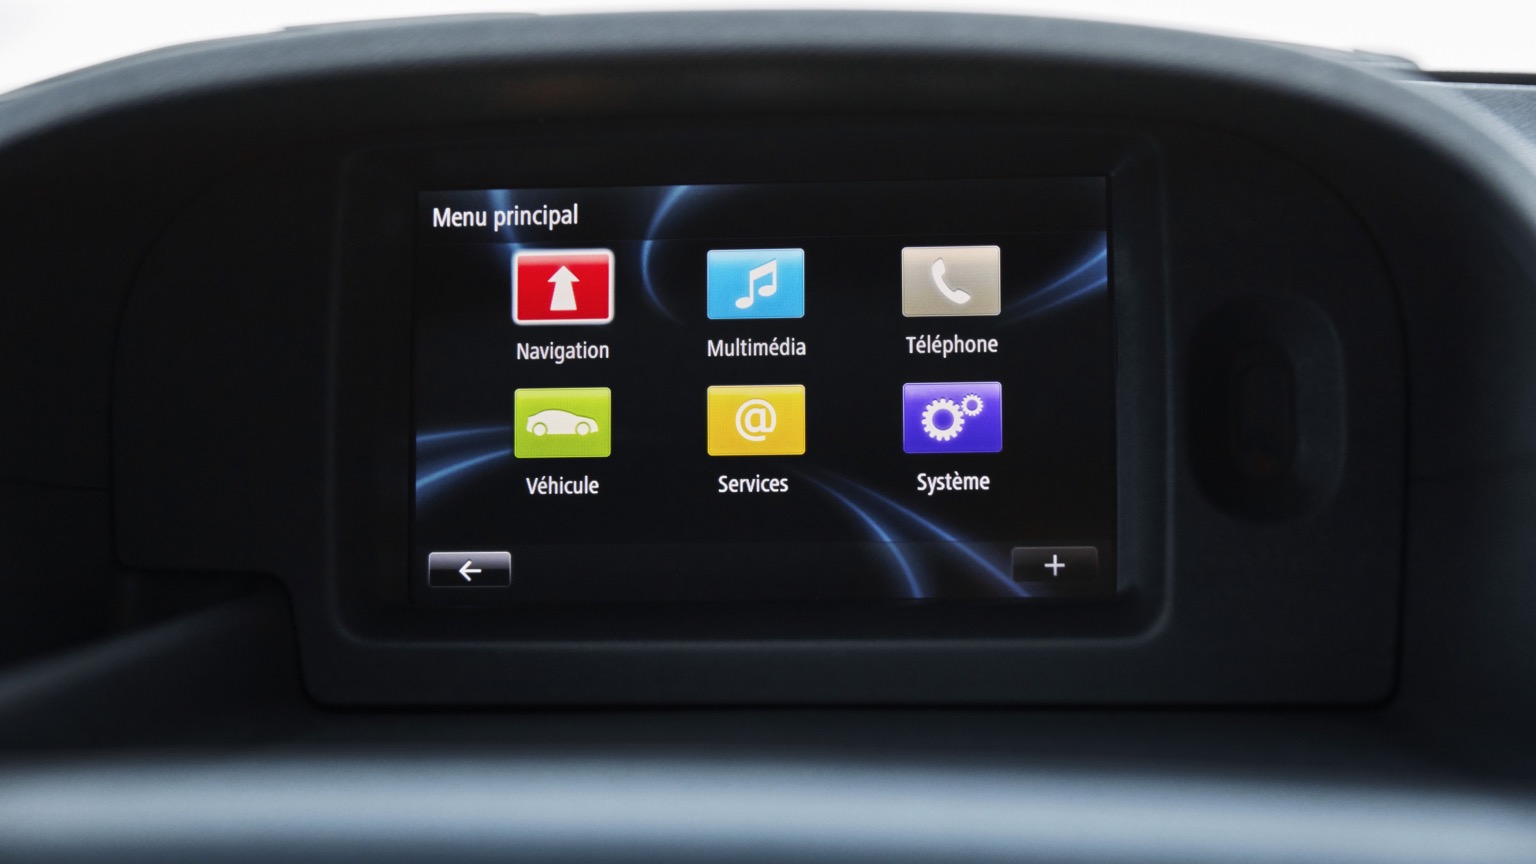 Menu principal
Navigation Multimédia Téléphone
@
Véhicule Services Système
+